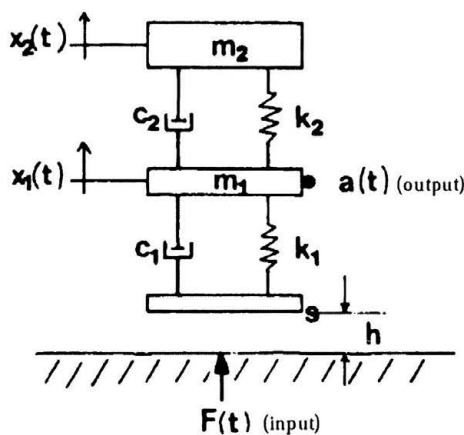 x₂(t)
m₂
c₂
k₂
x₁(t)
m₁
a(t) (output)
c₁
k₁
s
h
F(t) (input)